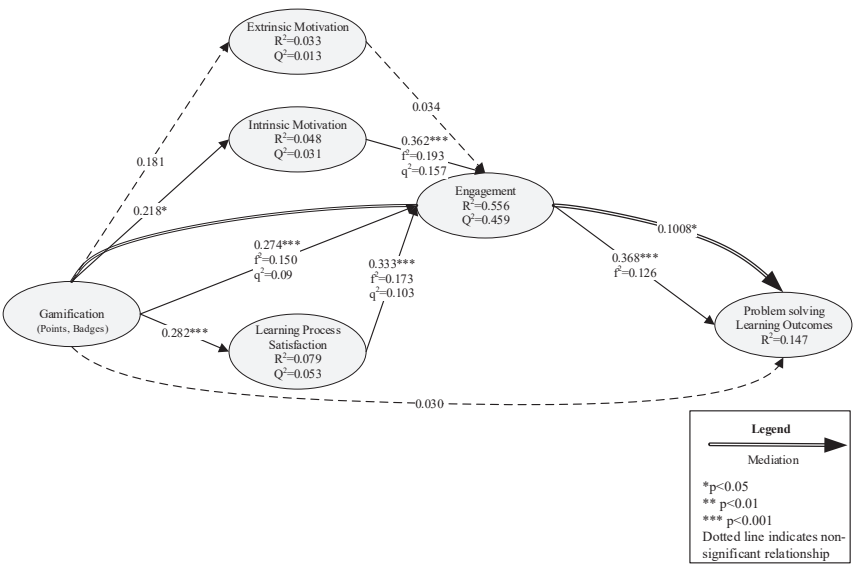 Extrinsic Motivation
R²=0.033
Q²=0.013
0.034
Intrinsic Motivation
R²=0.048
Q²=0.031
0.362***
f²=0.193
q²=0.157
0.181
0.218*
Engagement
R²=0.556
Q²=0.459
0.1008*
0.274***
f²=0.150
q²=0.09
0.333***
f²=0.173
q²=0.103
0.368***
f²=0.126
Gamification
(Points, Badges)
0.282***
Learning Process
Satisfaction
R²=0.079
Q²=0.053
Problem solving
Learning Outcomes
R²=0.147
0.030
Legend
Mediation
*p<0.05
** p<0.01
*** p<0.001
Dotted line indicates non-
significant relationship